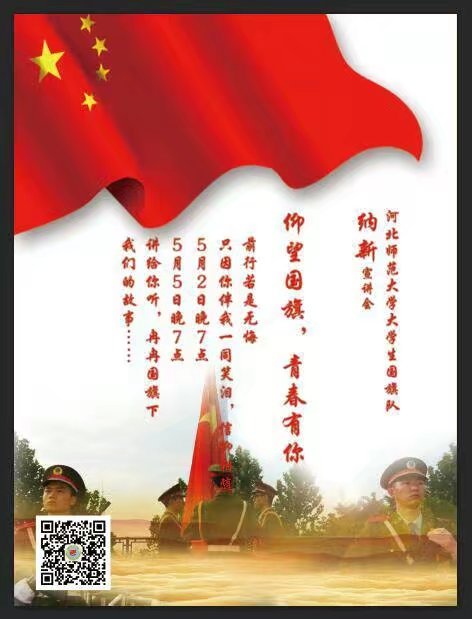 河北师范大学大学生国旗队
纳新宣讲会
仰望国旗，青春有你
前行若是无悔
只因你伴我一同笑泪，信
5月2日晚7点
5月5日晚7点
讲给你听，冉冉国旗下
我们的故事……